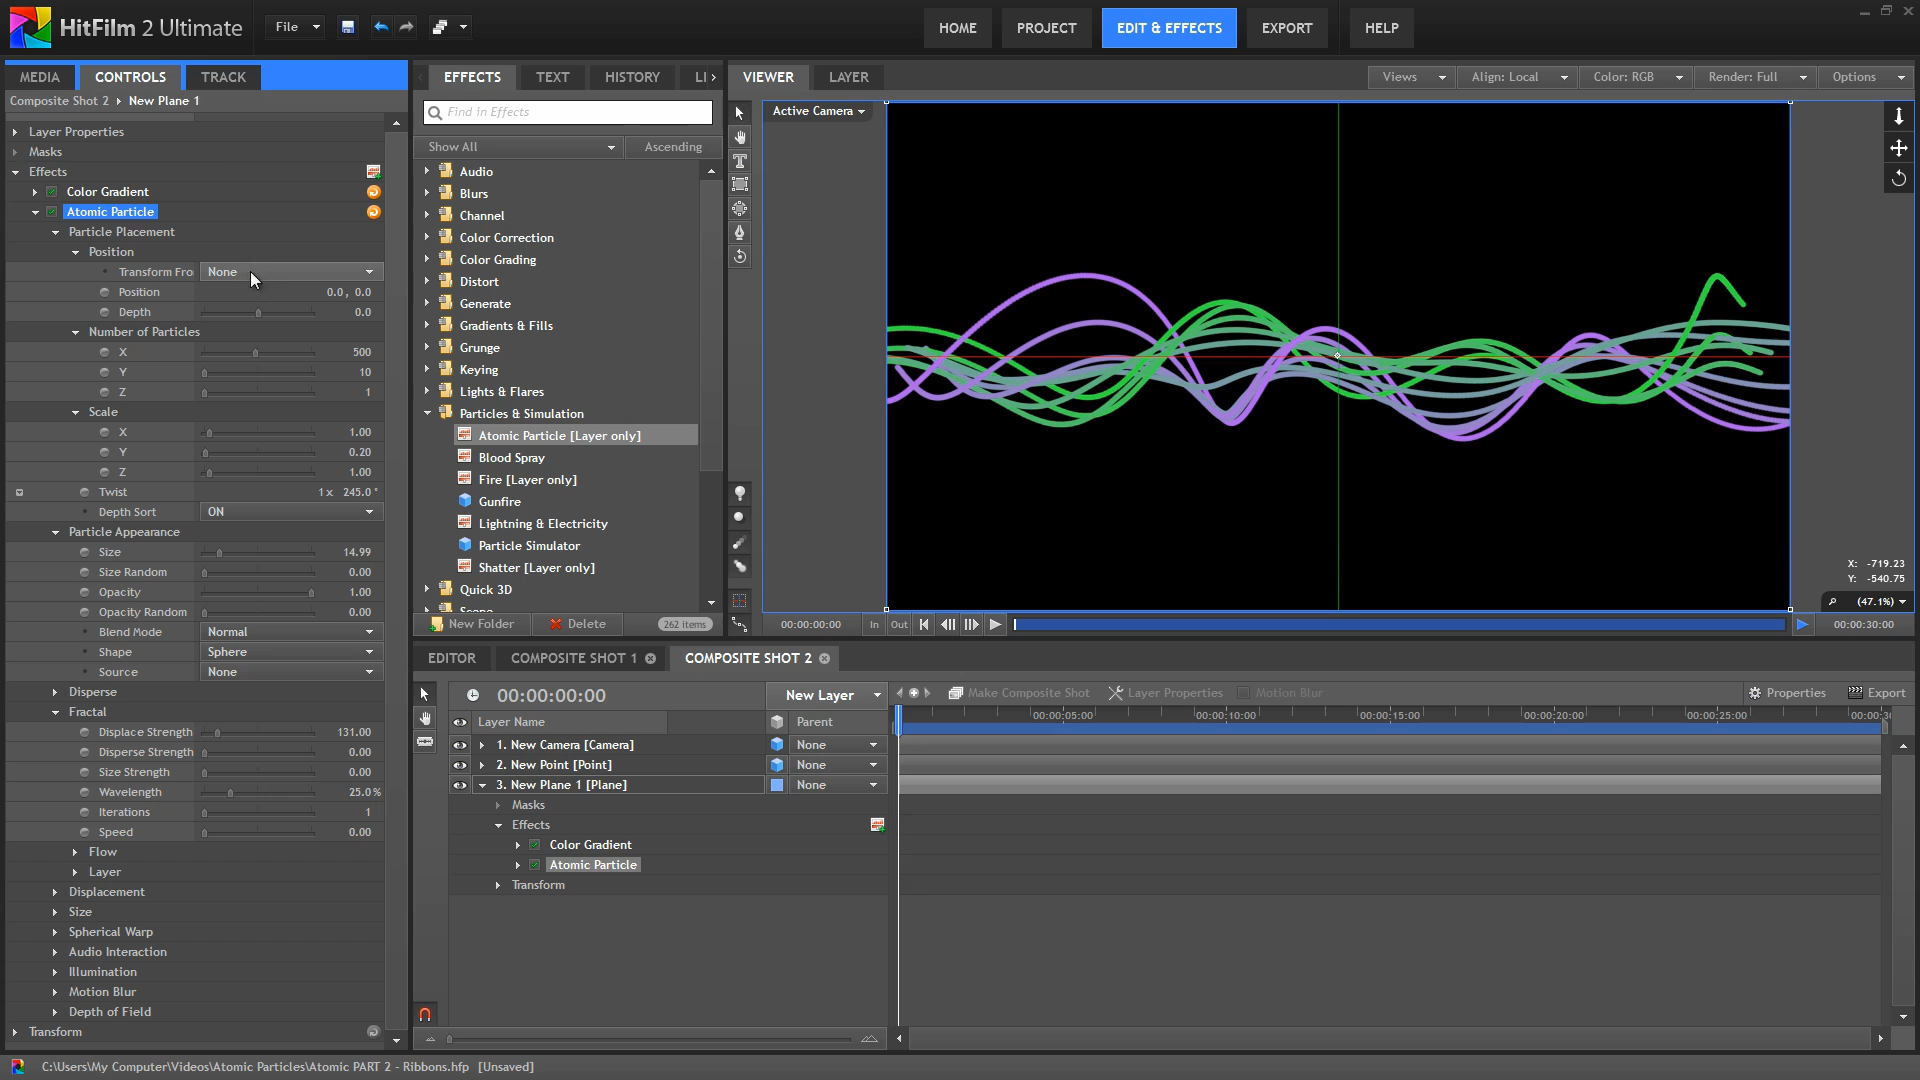 HitFilm 2 Ultimate
File
HOME
PROJECT
EDIT & EFFECTS
EXPORT
HELP
MEDIA
CONTROLS
TRACK
Composite Shot 2 ▸ New Plane 1
Layer Properties
Masks
Effects
Color Gradient
Atomic Particle
Particle Placement
Position
Transform Fro None
Position 0.0, 0.0
Depth 0.0
Number of Particles
X 500
Y 10
Z 1
Scale
X 1.00
Y 0.20
Z 1.00
Twist 1x 245.0°
Depth Sort ON
Particle Appearance
Size 14.99
Size Random 0.00
Opacity 1.00
Opacity Random 0.00
Blend Mode Normal
Shape Sphere
Source None
Disperse
Fractal
Displace Strength 131.00
Disperse Strength 0.00
Size Strength 0.00
Wavelength 25.0%
Iterations 1
Speed 0.00
Flow
Layer
Displacement
Size
Spherical Warp
Audio Interaction
Illumination
Motion Blur
Depth of Field
Transform
EFFECTS
TEXT
HISTORY
LI
Find in Effects
Show All
Ascending
Audio
Blurs
Channel
Color Correction
Color Grading
Distort
Generate
Gradients & Fills
Grunge
Keying
Lights & Flares
Particles & Simulation
Atomic Particle [Layer only]
Blood Spray
Fire [Layer only]
Gunfire
Lightning & Electricity
Particle Simulator
Shatter [Layer only]
Quick 3D
New Folder
Delete
262 items
VIEWER
LAYER
Views
Align: Local
Color: RGB
Render: Full
Options
Active Camera
X: -719.23
Y: -540.75
(47.1%)
00:00:00:00
In
Out
00:00:30:00
EDITOR
COMPOSITE SHOT 1
COMPOSITE SHOT 2
00:00:00:00
New Layer
Make Composite Shot
Layer Properties
Motion Blur
Properties
Export
Layer Name
Parent
00:00:05:00
00:00:10:00
00:00:15:00
00:00:20:00
00:00:25:00
00:00:3
1. New Camera [Camera] None
2. New Point [Point] None
3. New Plane 1 [Plane] None
Masks
Effects
Color Gradient
Atomic Particle
Transform
C:\Users\My Computer\Videos\Atomic Particles\Atomic PART 2 - Ribbons.hfp [Unsaved]